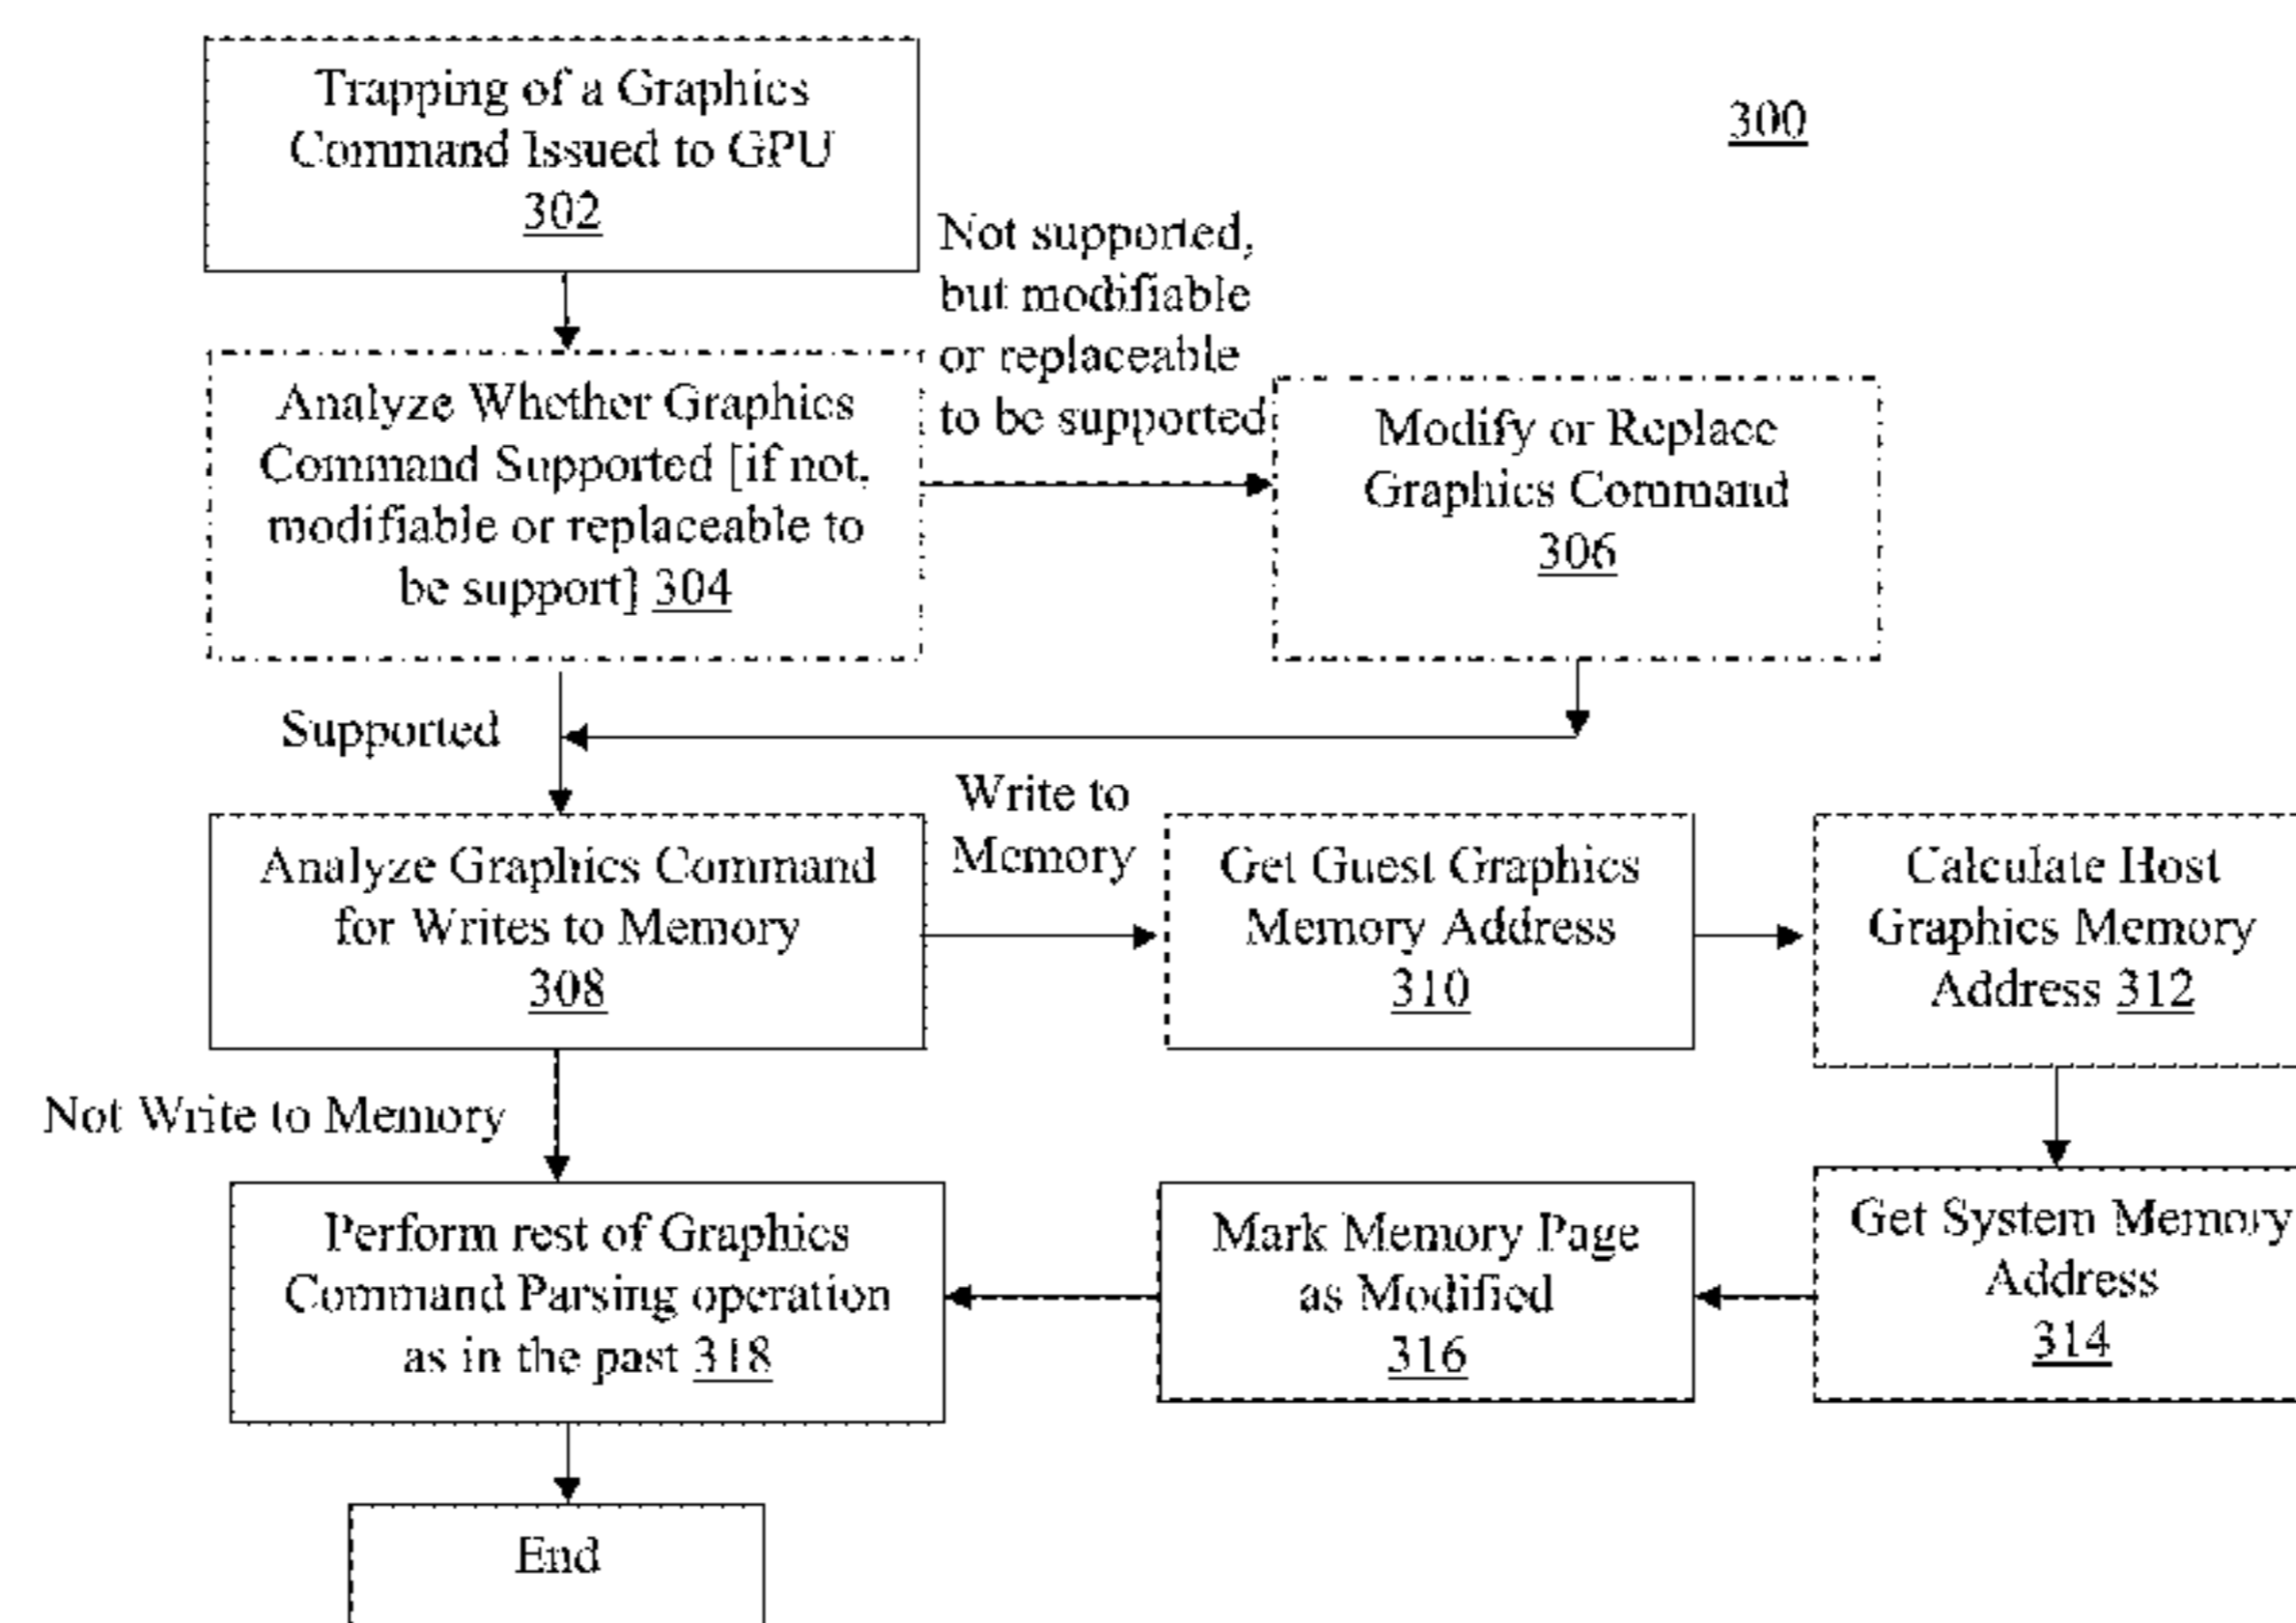 Trapping of a Graphics
Command Issued to GPU
302
300
Not supported,
but modifiable
or replaceable
to be supported
Analyze Whether Graphics
Command Supported [if not,
modifiable or replaceable to
be support] 304
Modify or Replace
Graphics Command
306
Supported
Analyze Graphics Command
for Writes to Memory
308
Write to
Memory
Get Guest Graphics
Memory Address
310
Calculate Host
Graphics Memory
Address 312
Not Write to Memory
Perform rest of Graphics
Command Parsing operation
as in the past 318
Mark Memory Page
as Modified
316
Get System Memory
Address
314
End